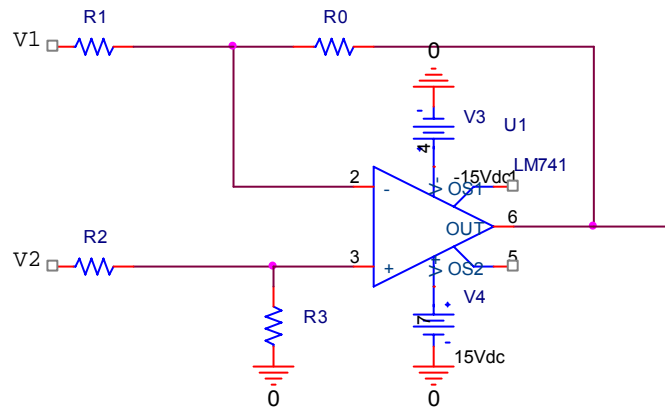 R1
R0
V1
0
-
V3
U1
+
4
LM741
-15Vdc
1
2
-
V-
OS1
6
OUT
R2
V2
3
+
V+
OS2
5
V4
+
7
-
R3
15Vdc
0
0